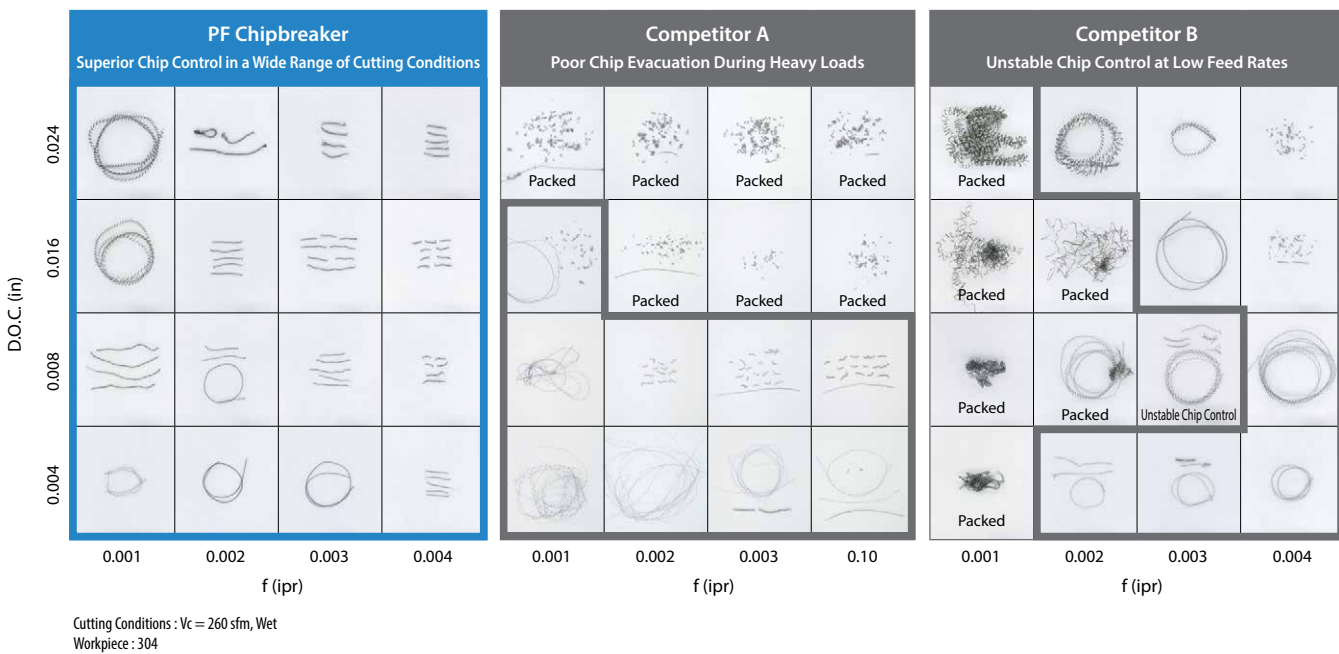 PF Chipbreaker
Superior Chip Control in a Wide Range of Cutting Conditions
Competitor A
Poor Chip Evacuation During Heavy Loads
Competitor B
Unstable Chip Control at Low Feed Rates
D.O.C. (in)
0.024
Packed
Packed
Packed
Packed
Packed
0.016
Packed
Packed
Packed
Packed
Packed
0.008
Packed
Packed
Unstable Chip Control
0.004
Packed
0.001
0.002
0.003
0.004
0.001
0.002
0.003
0.10
0.001
0.002
0.003
0.004
f (ipr)
f (ipr)
f (ipr)
Cutting Conditions : Vc = 260 sfm, Wet
Workpiece : 304